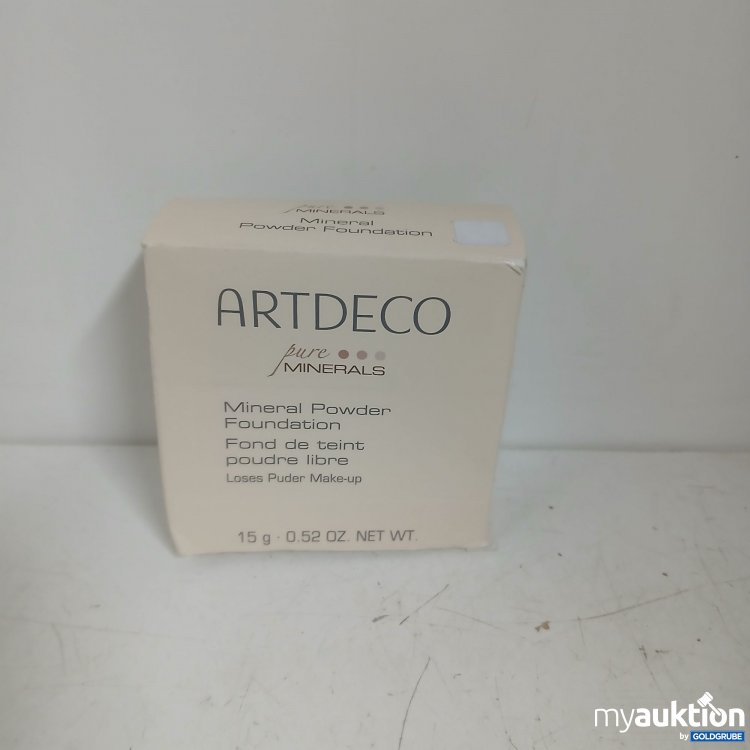 pure
MINERALS
Mineral
Powder Foundation
ARTDECO
pure
MINERALS
Mineral Powder
Foundation
Fond de teint
poudre libre
Loses Puder Make-up
15 g · 0.52 OZ. NET WT.
myauktion
by GOLDGRUBE